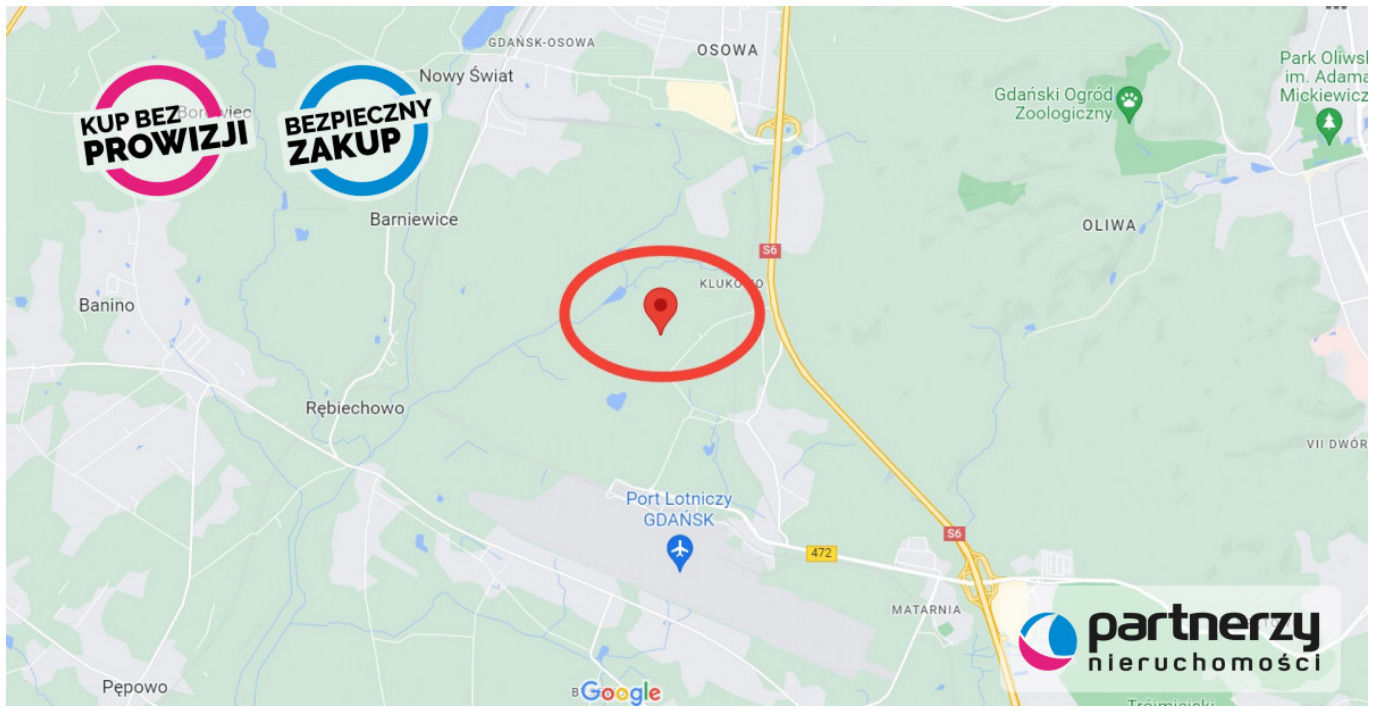 GDAŃSK-OSOWA
OSOWA
Nowy Świat
Park Oliwsk
im. Adama
Mickiewicz
Gdański Ogród
Zoologiczny
KUP BEZ
PROWIZJI
BEZPIECZNY
ZAKUP
Barniewice
OLIWA
S6
KLUKOWO
Banino
Rębiechowo
VII DWÓR
Port Lotniczy
GDAŃSK
S6
472
MATARNIA
partnerzy
nieruchomości
Pępowo
Google